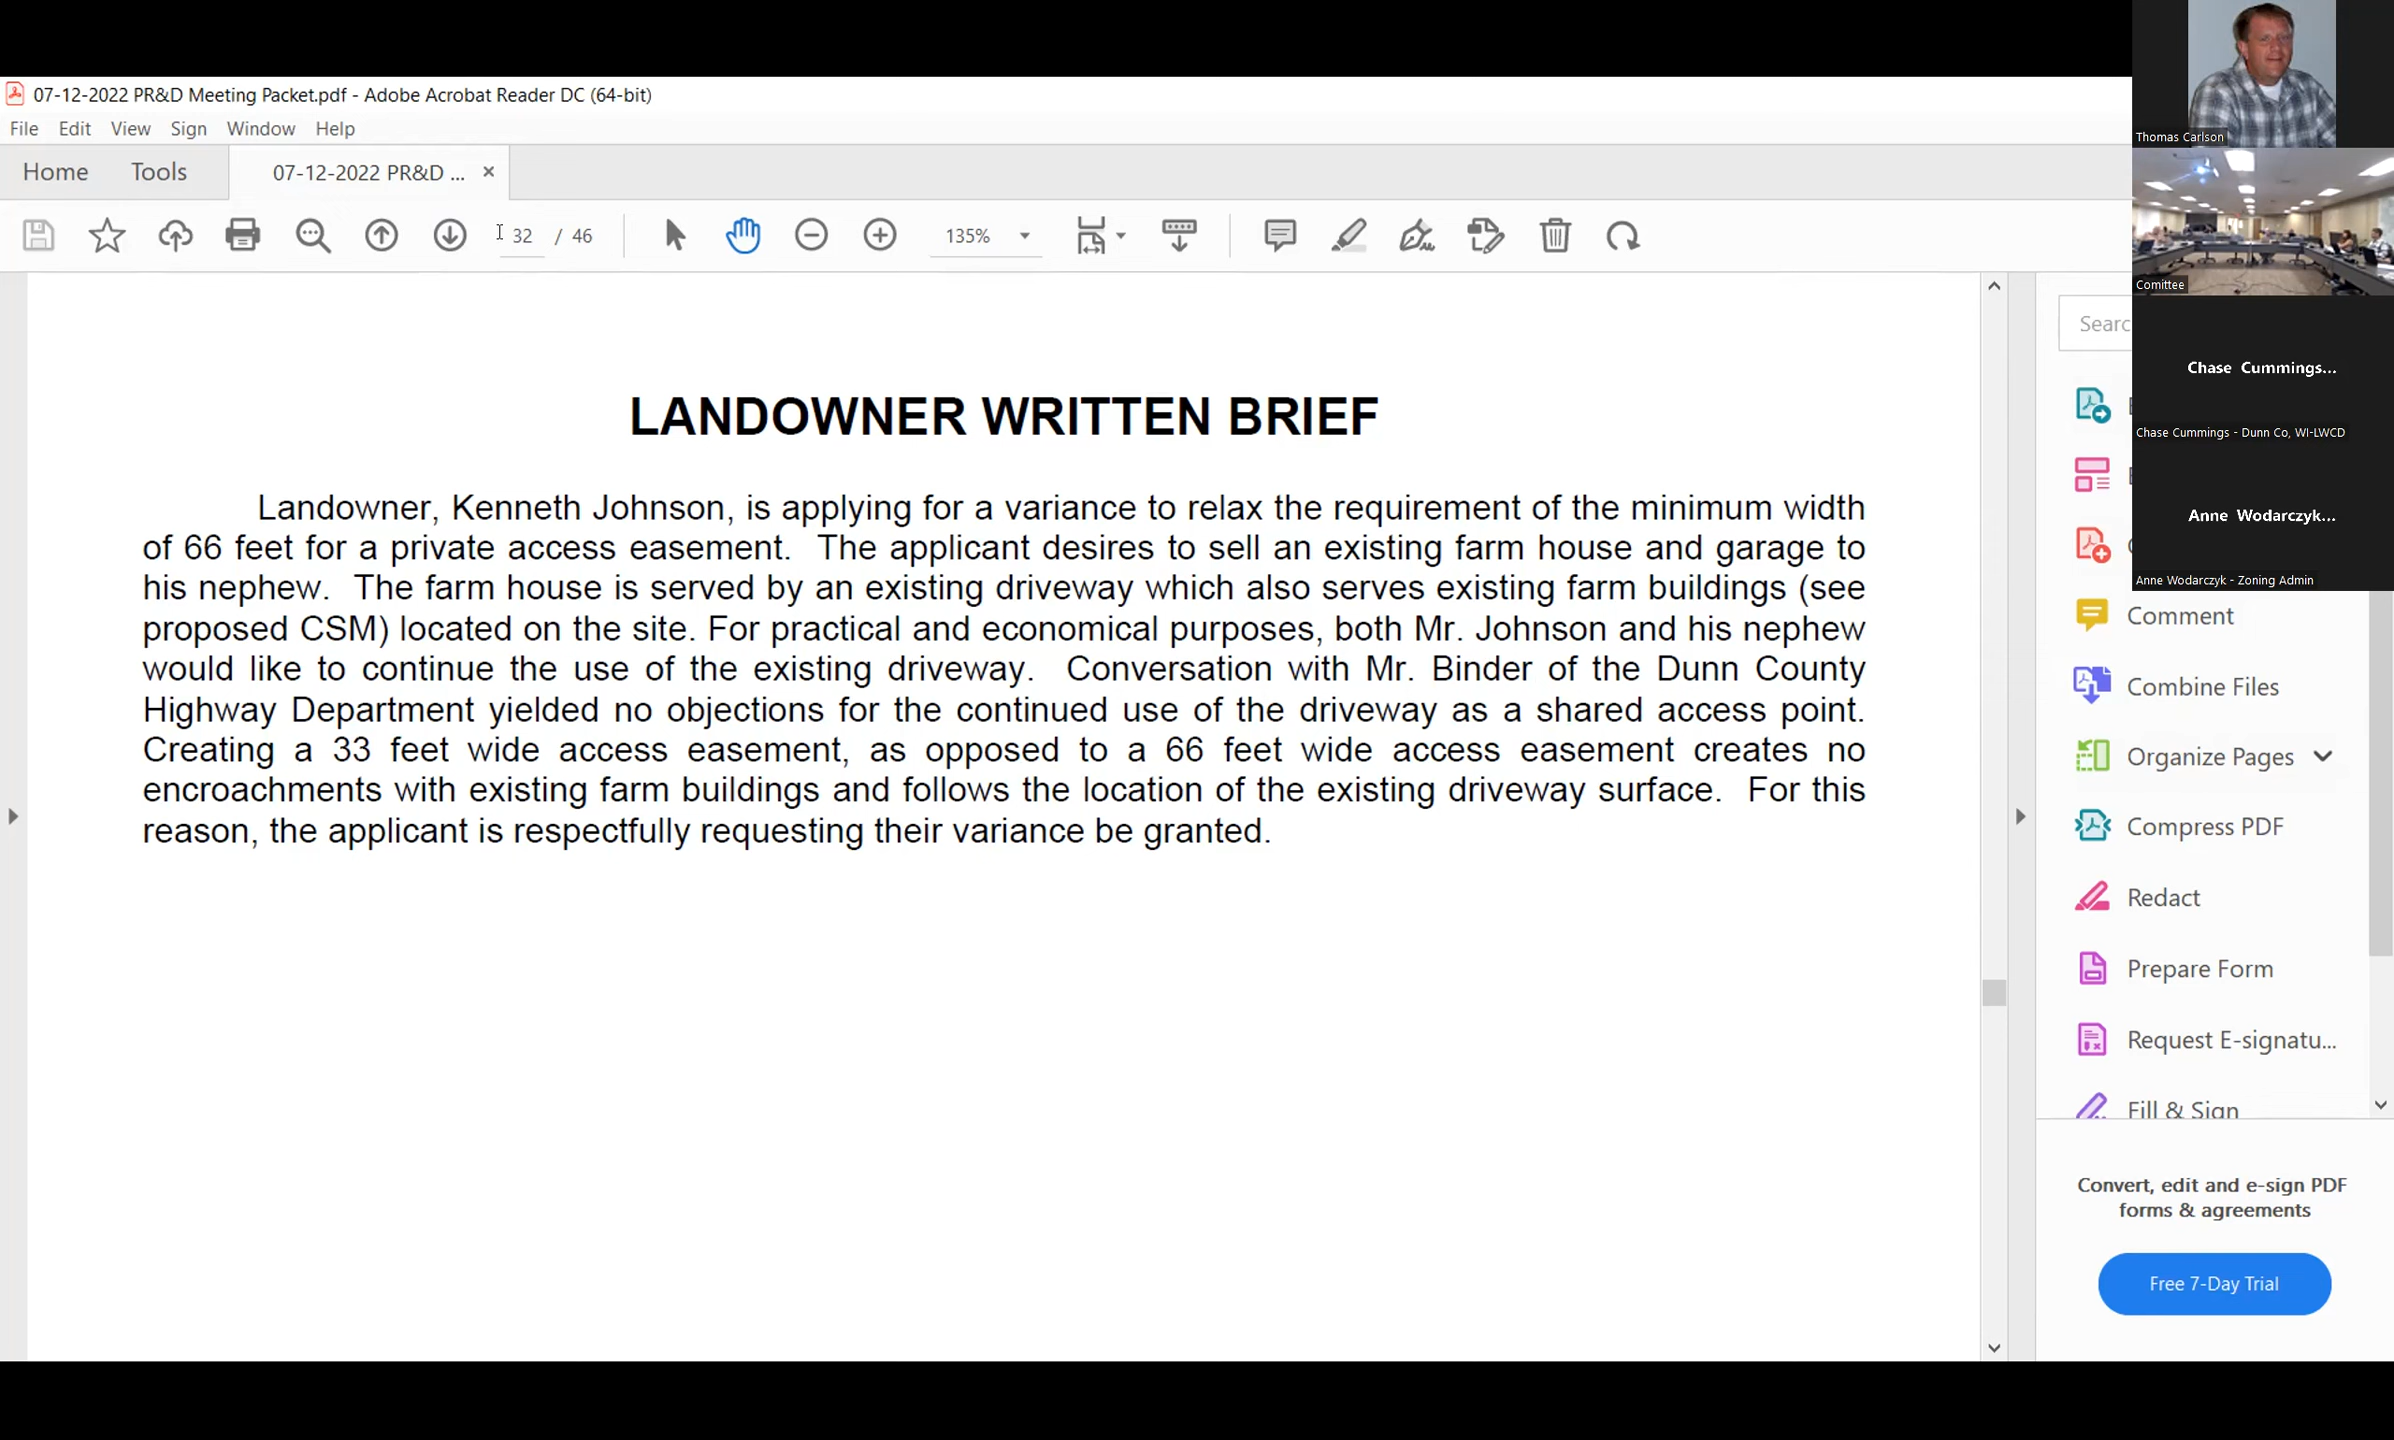 07-12-2022 PR&D Meeting Packet.pdf - Adobe Acrobat Reader DC (64-bit)
File Edit View Sign Window Help
Home Tools 07-12-2022 PR&D ... ×
32 / 46 135%
LANDOWNER WRITTEN BRIEF
Landowner, Kenneth Johnson, is applying for a variance to relax the requirement of the minimum width
of 66 feet for a private access easement. The applicant desires to sell an existing farm house and garage to
his nephew. The farm house is served by an existing driveway which also serves existing farm buildings (see
proposed CSM) located on the site. For practical and economical purposes, both Mr. Johnson and his nephew
would like to continue the use of the existing driveway. Conversation with Mr. Binder of the Dunn County
Highway Department yielded no objections for the continued use of the driveway as a shared access point.
Creating a 33 feet wide access easement, as opposed to a 66 feet wide access easement creates no
encroachments with existing farm buildings and follows the location of the existing driveway surface. For this
reason, the applicant is respectfully requesting their variance be granted.
Thomas Carlson
Comittee
Searc
Chase Cummings...
Chase Cummings - Dunn Co, WI-LWCD
Anne Wodarczyk...
Anne Wodarczyk - Zoning Admin
Comment
Combine Files
Organize Pages
Compress PDF
Redact
Prepare Form
Request E-signatu...
Fill & Sign
Convert, edit and e-sign PDF
forms & agreements
Free 7-Day Trial